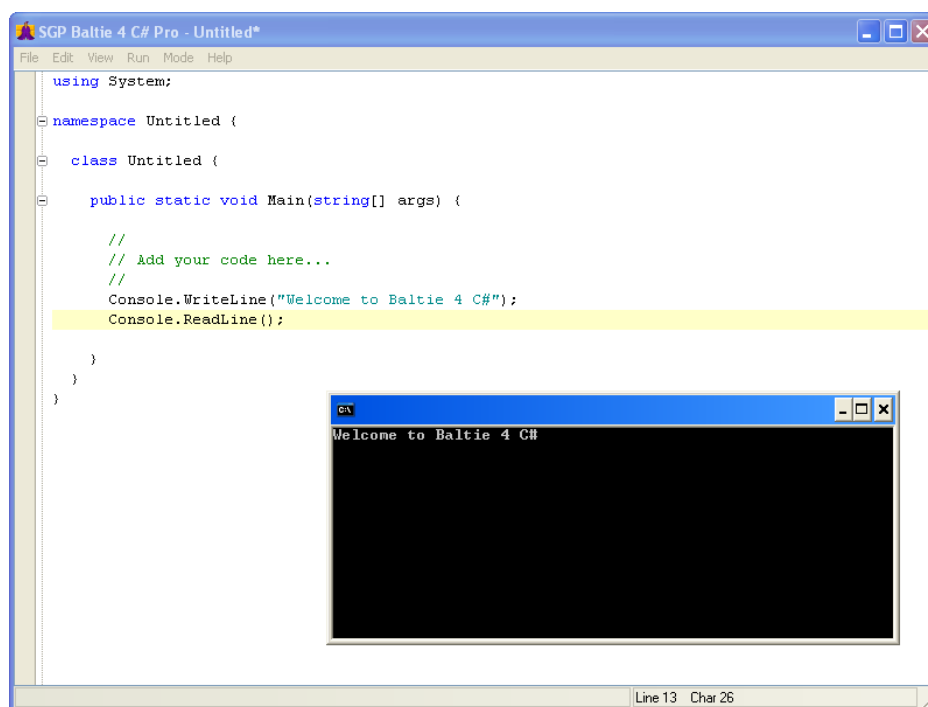 SGP Baltie 4 C# Pro - Untitled*
File Edit View Run Mode Help
using System;
namespace Untitled {
class Untitled {
public static void Main(string[] args) {
//
// Add your code here...
//
Console.WriteLine("Welcome to Baltie 4 C#");
Console.ReadLine();
}
}
}
C:\
Welcome to Baltie 4 C#
Line 13 Char 26